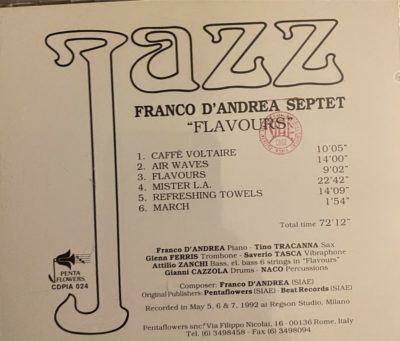 Jazz
FRANCO D'ANDREA SEPTET
"FLAVOURS"
1. CAFFÈ VOLTAIRE 10'05"
2. AIR WAVES 14'00"
3. FLAVOURS 9'02"
4. MISTER L.A. 22'42"
5. REFRESHING TOWELS 14'09"
6. MARCH 1'54"
Total time 72'12"
PENTA
FLOWERS
CDPIA 024
Franco D'ANDREA Piano - Tino TRACANNA Sax
Glenn FERRIS Trombone - Saverio TASCA Vibraphone
Attilio ZANCHI Bass, el. bass 6 strings in "Flavours"
Gianni CAZZOLA Drums - NACO Percussions
Composer: Franco D'ANDREA (SIAE)
Original Publishers: Pentaflowers (SIAE) - Beat Records (SIAE)
Recorded in May 5, 6 & 7, 1992 at Regson Studio, Milano
Pentaflowers snc Via Filippo Nicolai, 16 - 00136 Rome, Italy
Tel. (6) 3498458 - Fax (6) 3498094